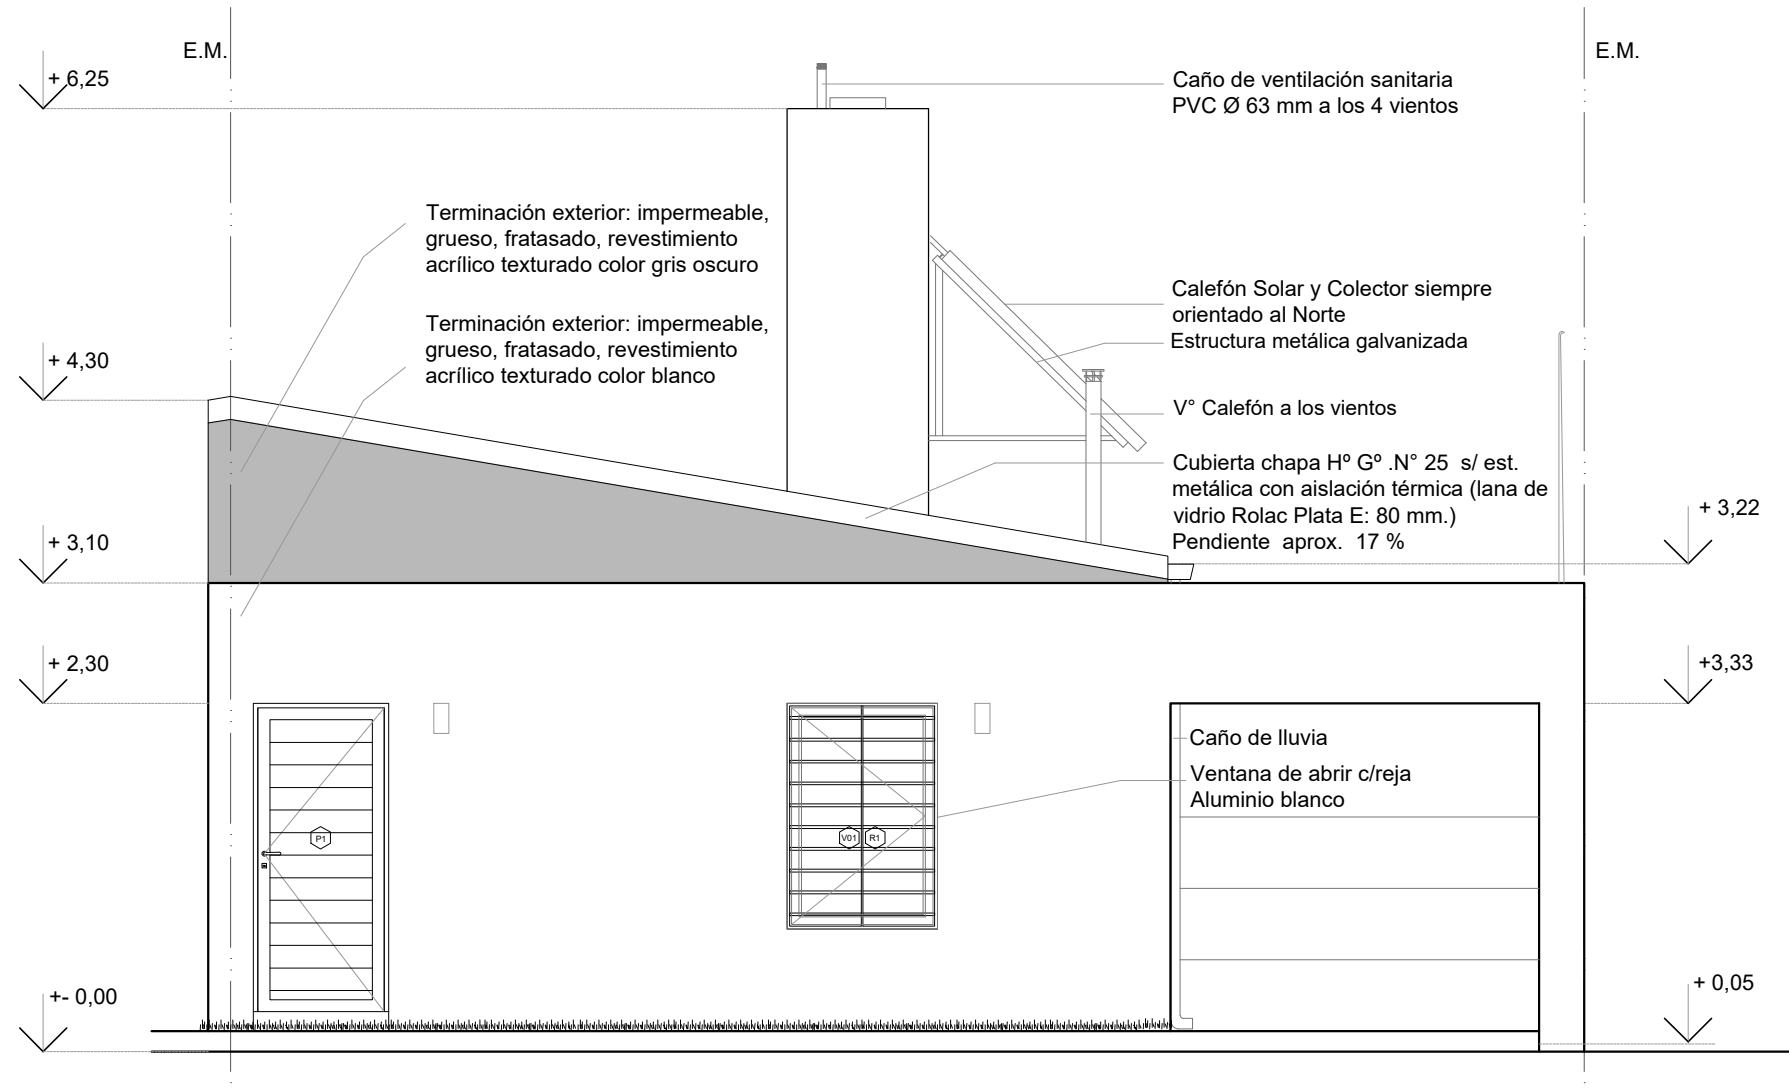 E.M.
E.M.
+ 6,25
Caño de ventilación sanitaria
PVC Ø 63 mm a los 4 vientos
Terminación exterior: impermeable,
grueso, fratasado, revestimiento
acrílico texturado color gris oscuro
Calefón Solar y Colector siempre
orientado al Norte
Estructura metálica galvanizada
Terminación exterior: impermeable,
grueso, fratasado, revestimiento
acrílico texturado color blanco
+ 4,30
V° Calefón a los vientos
Cubierta chapa Hº Gº .N° 25 s/ est.
metálica con aislación térmica (lana de
vidrio Rolac Plata E: 80 mm.)
Pendiente aprox. 17 %
+ 3,22
+ 3,10
+ 2,30
+3,33
Caño de lluvia
Ventana de abrir c/reja
Aluminio blanco
P1
V01
R1
+- 0,00
+ 0,05